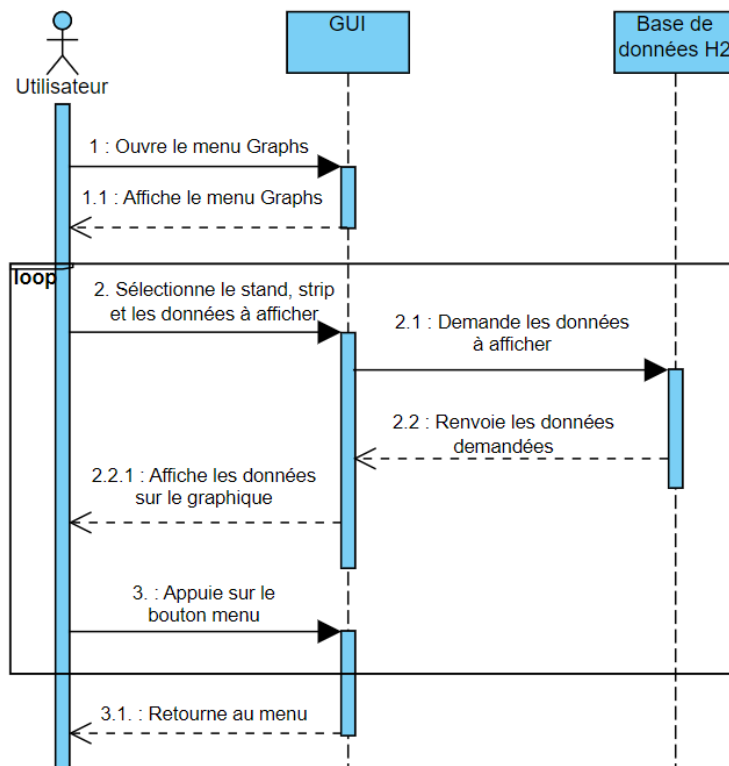 Utilisateur
GUI
Base de
données H2
1 : Ouvre le menu Graphs
1.1 : Affiche le menu Graphs
loop
2. Sélectionne le stand, strip
et les données à afficher
2.1 : Demande les données
à afficher
2.2 : Renvoie les données
demandées
2.2.1 : Affiche les données
sur le graphique
3. : Appuie sur le
bouton menu
3.1. : Retourne au menu